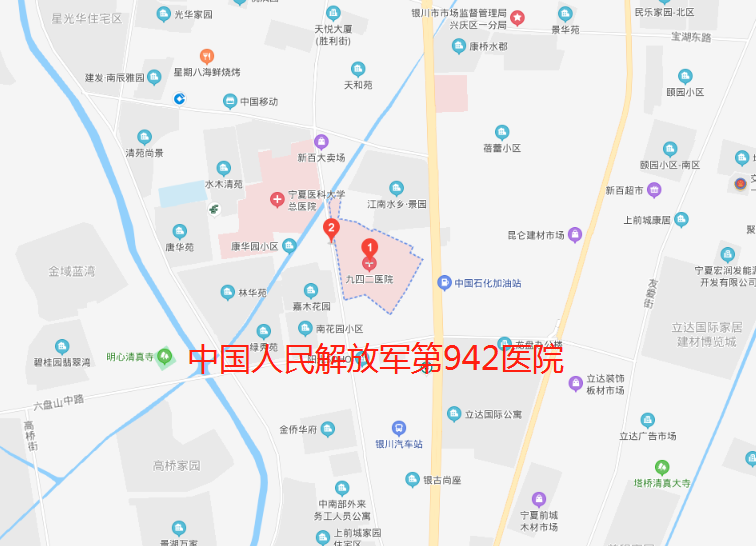 星光华住宅区
光华家园
天悦大厦
(胜利街)
银川市市场监督管理局
兴庆区一分局
景华苑
民乐家园-北区
宝湖东路
康桥水郡
星期八海鲜烧烤
建发·南辰雅园
天和苑
颐园小区
中国移动
清苑尚景
新百大卖场
蓓蕾小区
颐园小区-南区
水木清苑
宁夏医科大学
总医院
江南水乡·景园
新百超市
上前城康居
唐华苑
康华园小区
昆仑建材市场
九四二医院
金域蓝湾
林华苑
嘉木花园
中国石化加油站
友爱街
宁夏宏润发能源
开发有限公司
南花园小区
绿秀苑
立达国际家居
建材博览城
碧桂园翡翠湾
明心清真寺
中国人民解放军第942医院
立达装饰
板材市场
六盘山中路
高桥街
金侨华府
银川汽车站
立达国际公寓
立达广告市场
高桥家园
银古尚座
塔桥清真大寺
中南部外来
务工人员公寓
宁夏前城
木材市场
上前城家园
住宅区
景湖万家
1
2